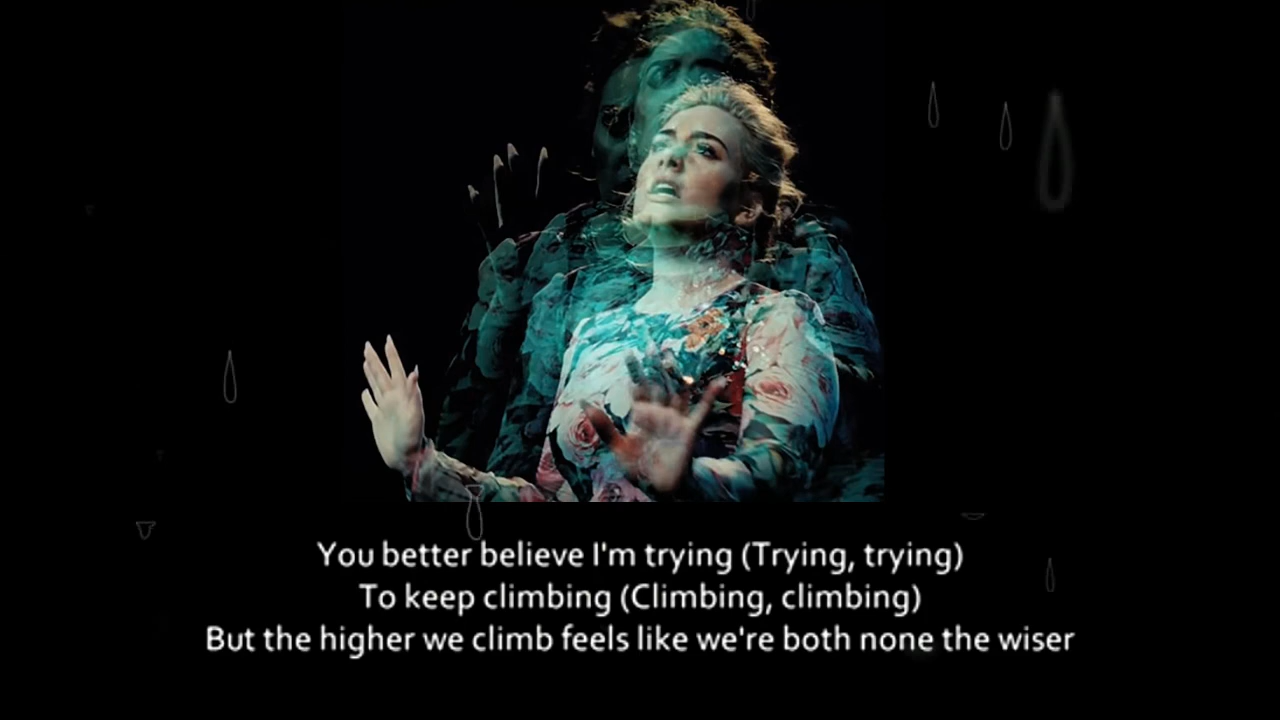 You better believe I'm trying (Trying, trying)
To keep climbing (Climbing, climbing)
But the higher we climb feels like we're both none the wiser